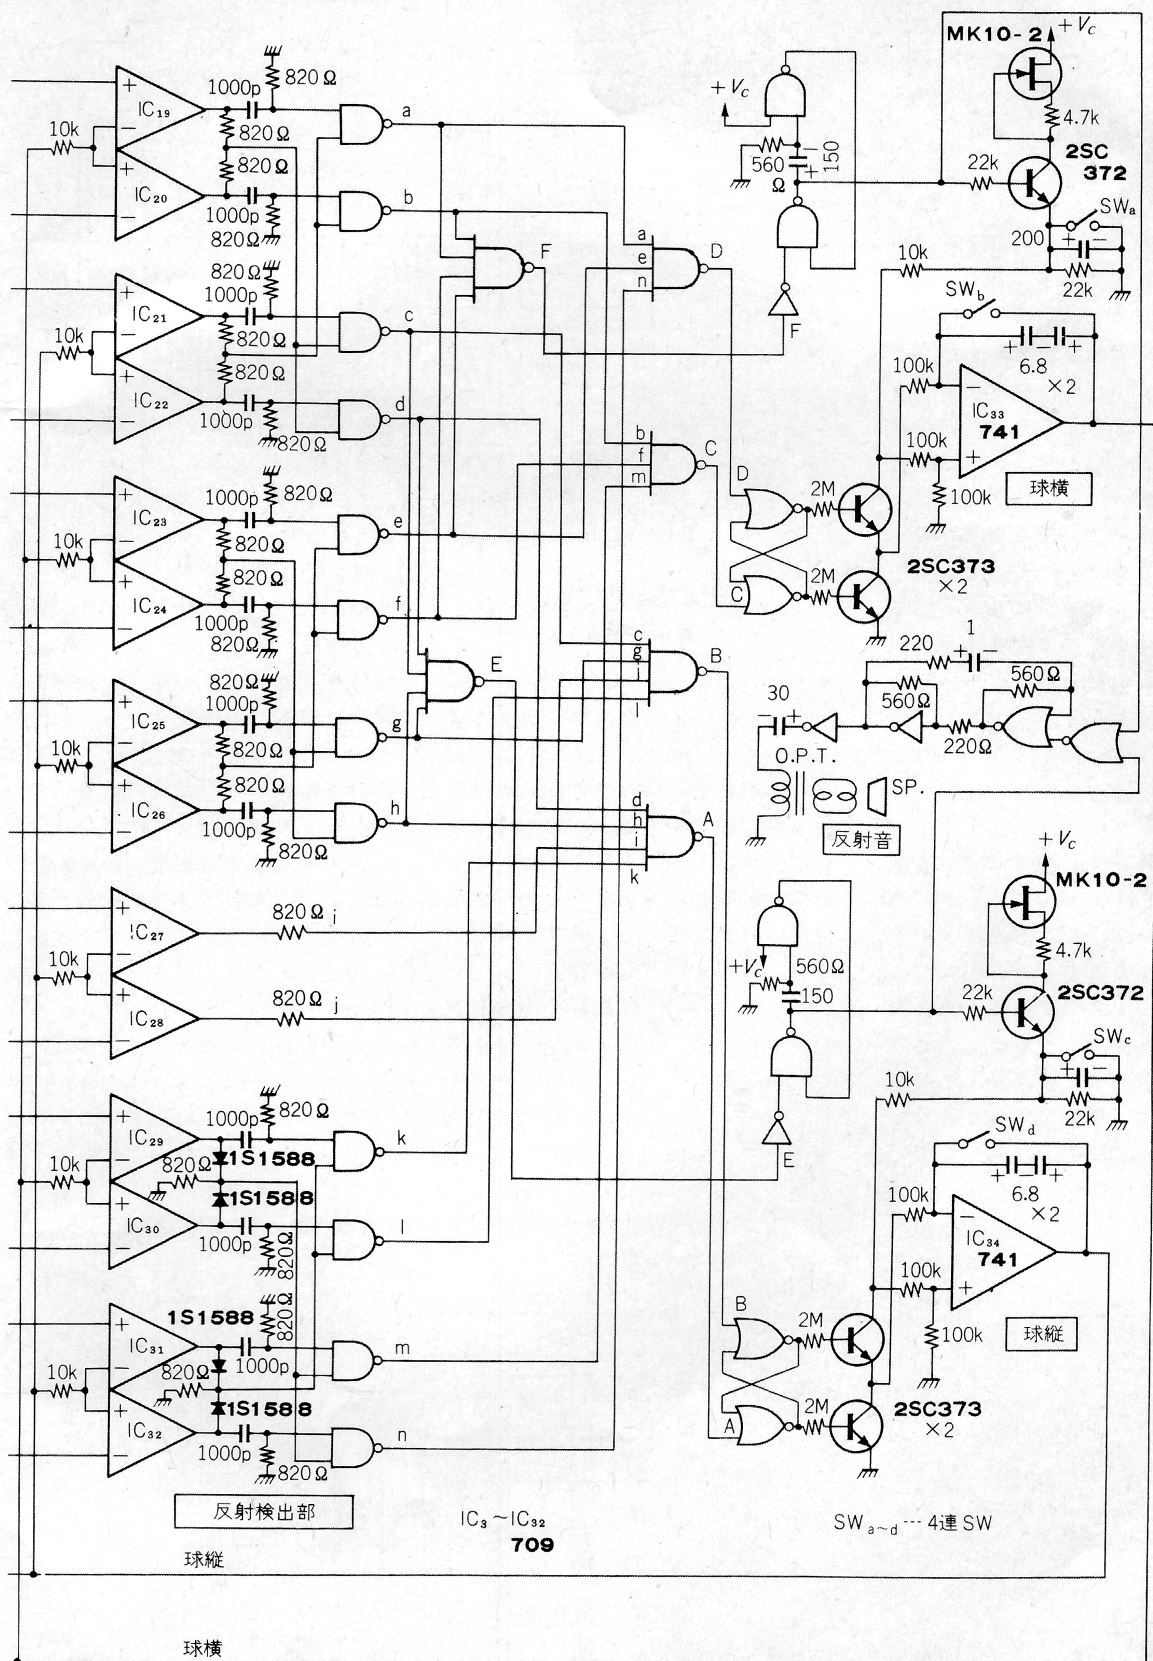 MK10-2
+Vc
820Ω
1000p
IC19
10k
820Ω
820Ω
IC20
1000p
820Ω
a
b
+Vc
560
Ω
150
4.7k
2SC
372
22k
SWa
200
10k
22k
820Ω
1000p
IC21
10k
820Ω
820Ω
IC22
1000p
820Ω
c
d
F
a
e
n
D
F
SWb
6.8
×2
100k
IC33
741
100k
100k
球横
1000p
820Ω
IC23
10k
820Ω
820Ω
IC24
1000p
820Ω
e
f
b
f
m
C
D
2M
C
2M
2SC373
×2
820Ω
1000p
IC25
10k
820Ω
820Ω
IC26
1000p
820Ω
g
h
E
c
g
j
l
B
220
1
560Ω
560Ω
30
220Ω
O.P.T.
SP.
反射音
d
h
i
k
A
820Ω
i
IC27
10k
820Ω
j
IC28
+Vc
MK10-2
4.7k
+Vc
560Ω
150
22k
2SC372
SWc
10k
22k
E
820Ω
1000p
IC29
1S1588
10k
820Ω
1S1588
IC30
1000p
820Ω
k
l
SWd
6.8
×2
100k
IC34
741
100k
100k
球縦
1S1588
820Ω
IC31
1000p
10k
820Ω
1S1588
IC32
1000p
820Ω
m
n
B
2M
A
2M
2SC373
×2
反射検出部
IC3〜IC32
709
SWa~d…4連SW
球縦
球横